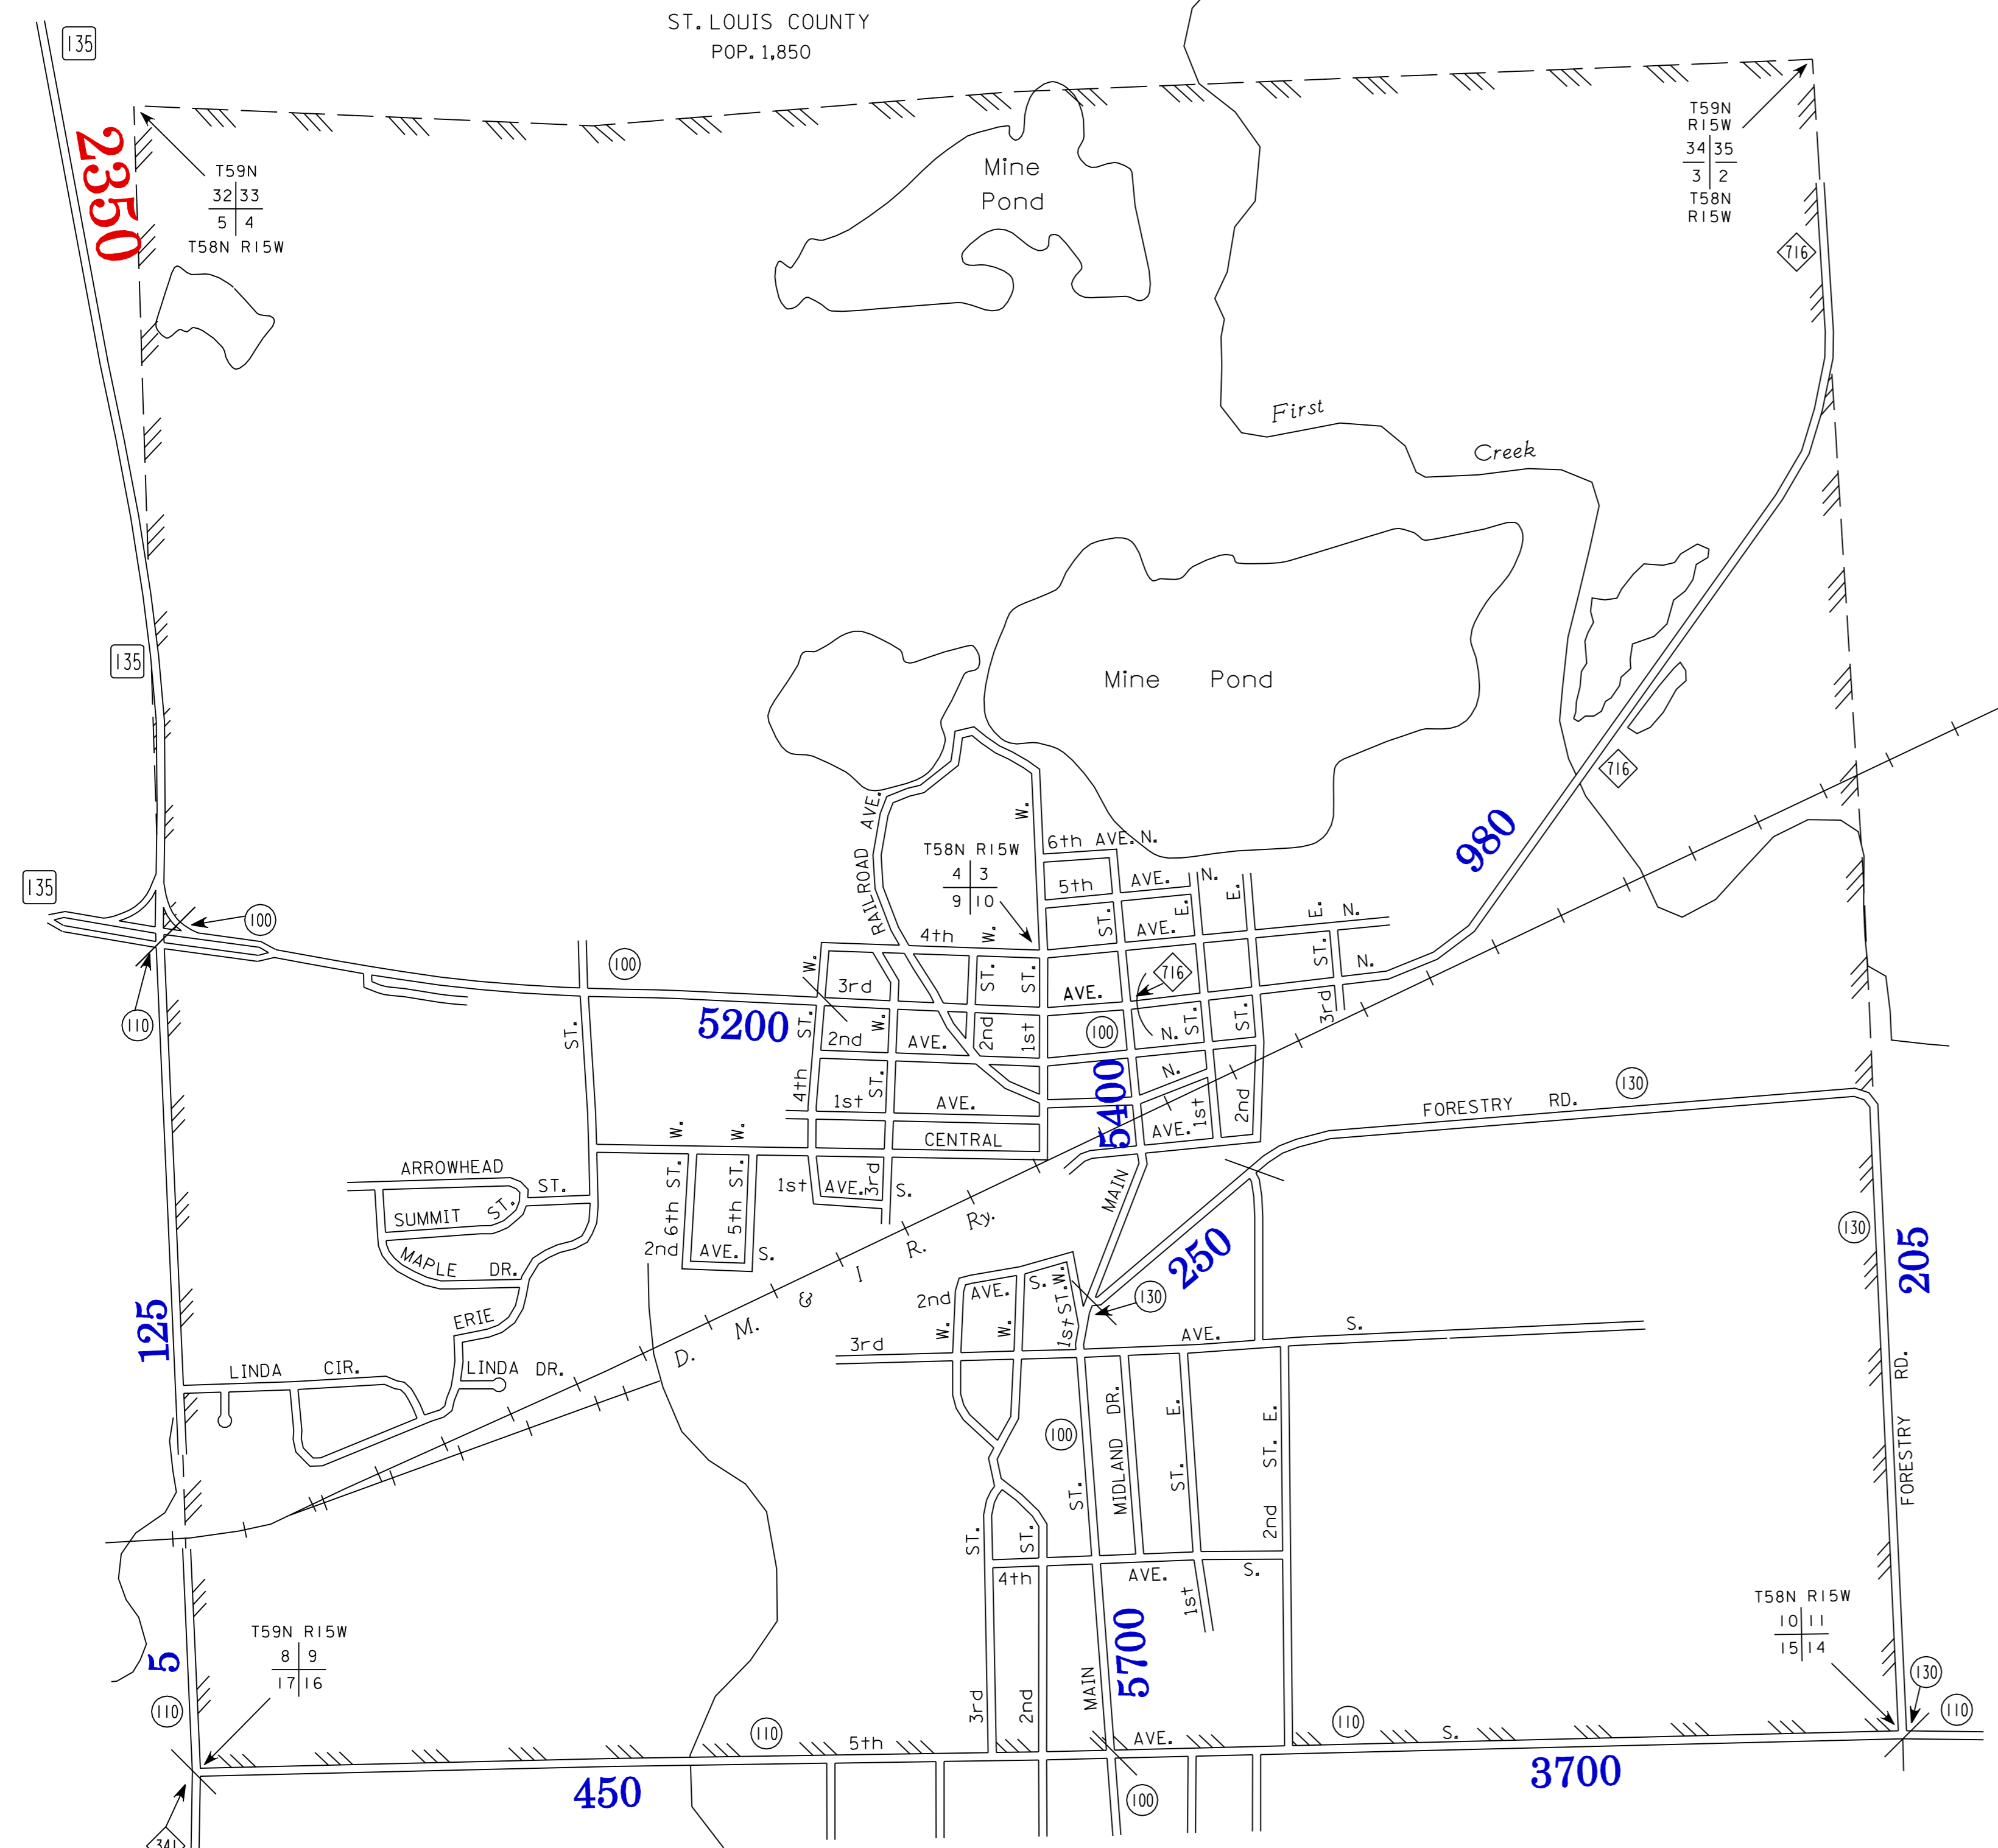 ST. LOUIS COUNTY
POP. 1,850
135
2350
T59N
32 33
5 4
T58N R15W
Mine
Pond
T59N
R15W
34 35
3 2
T58N
R15W
716
First
Creek
135
Mine Pond
716
980
RAILROAD AVE.
W.
6th AVE. N.
5th AVE. N.
T58N R15W
4 3
9 10
135
100
110
100
5200
4th W.
ST. AVE. E. E.
E. N.
W. 3rd ST. ST. AVE. 716 ST. N.
ST.
ST. 2nd W. AVE. 2nd 1st 100 N. ST. ST. 3rd
4th 1st ST. AVE. 5400 N. 1st 2nd
CENTRAL AVE.
W. W.
FORESTRY RD. 130
ARROWHEAD ST.
SUMMIT ST.
MAPLE DR.
ERIE
LINDA CIR.
LINDA DR.
6th ST. 5th ST.
1st AVE. 3rd S.
2nd AVE. S.
D. M. & I R. Ry.
MAIN
250
130
2nd AVE. S.
W. W. 1st ST. W.
3rd AVE. S.
130
205
125
100
ST.
MIDLAND DR.
ST. E.
2nd ST. E.
FORESTRY RD.
ST. ST.
4th AVE. S.
1st
5
T59N R15W
8 9
17 16
110
3rd 2nd MAIN
5700
T58N R15W
10 11
15 14
130
110
110
5th AVE. S.
110
450
3700
100
341